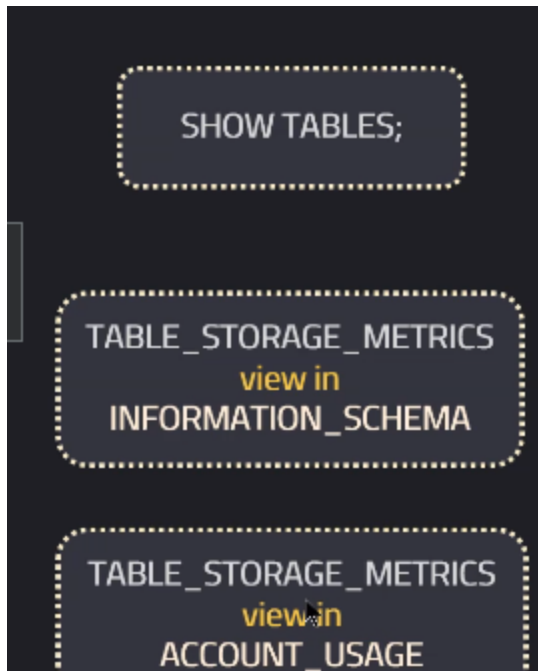 SHOW TABLES;
TABLE_STORAGE_METRICS
view in
INFORMATION_SCHEMA
TABLE_STORAGE_METRICS
view in
ACCOUNT_USAGE